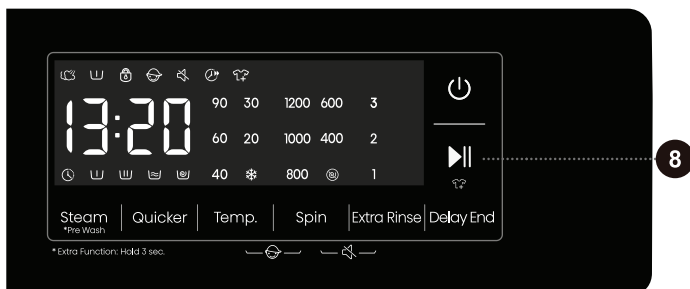 13:20
90 30 1200 600 3
60 20 1000 400 2
40 800 1
8
Steam Quicker Temp. Spin Extra Rinse Delay End
*Pre Wash
* Extra Function: Hold 3 sec.